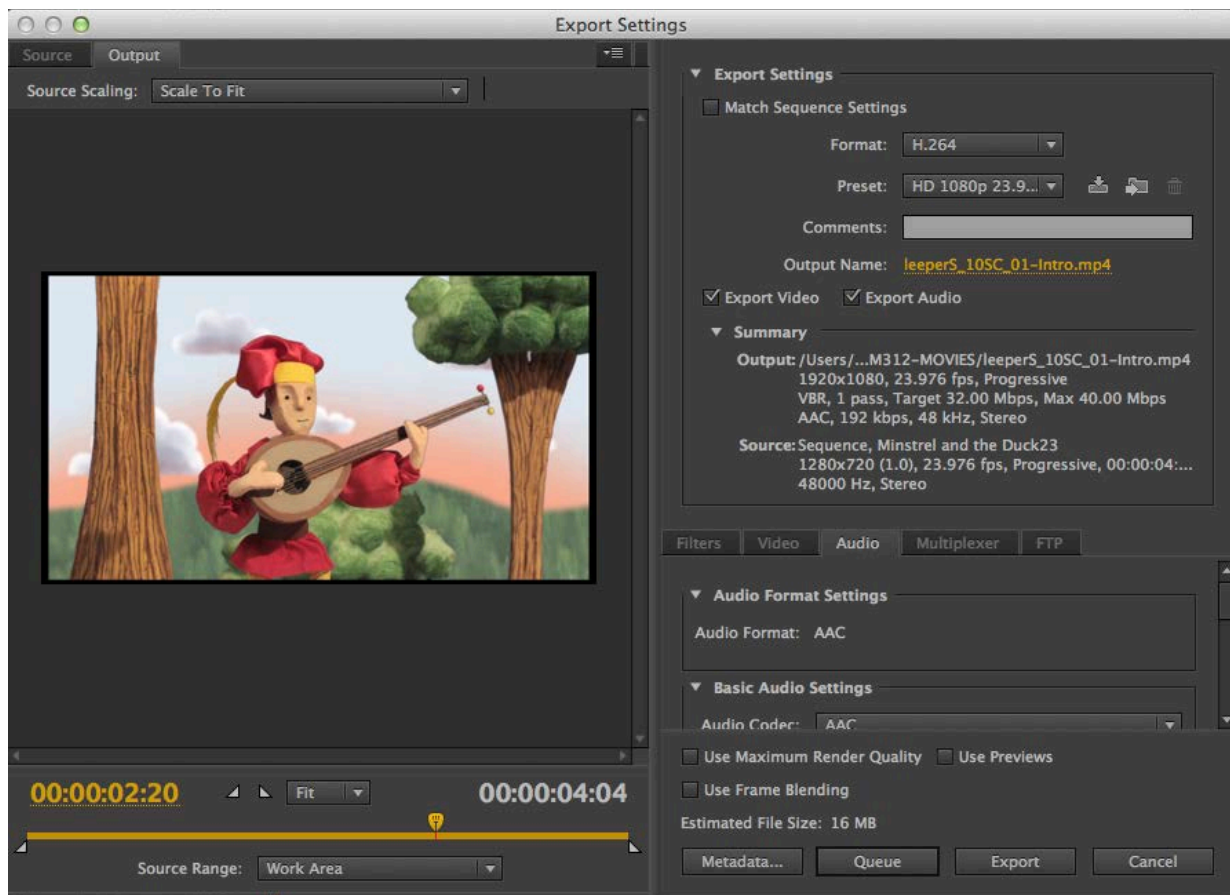 Export Settings
Source Output
Source Scaling: Scale To Fit
00:00:02:20 Fit 00:00:04:04
Source Range: Work Area
Export Settings
Match Sequence Settings
Format: H.264
Preset: HD 1080p 23.9...
Comments:
Output Name: leeperS_10SC_01-Intro.mp4
Export Video Export Audio
Summary
Output: /Users/...M312-MOVIES/leeperS_10SC_01-Intro.mp4
1920x1080, 23.976 fps, Progressive
VBR, 1 pass, Target 32.00 Mbps, Max 40.00 Mbps
AAC, 192 kbps, 48 kHz, Stereo
Source: Sequence, Minstrel and the Duck23
1280x720 (1.0), 23.976 fps, Progressive, 00:00:04:...
48000 Hz, Stereo
Filters Video Audio Multiplexer FTP
Audio Format Settings
Audio Format: AAC
Basic Audio Settings
Audio Codec: AAC
Use Maximum Render Quality Use Previews
Use Frame Blending
Estimated File Size: 16 MB
Metadata... Queue Export Cancel